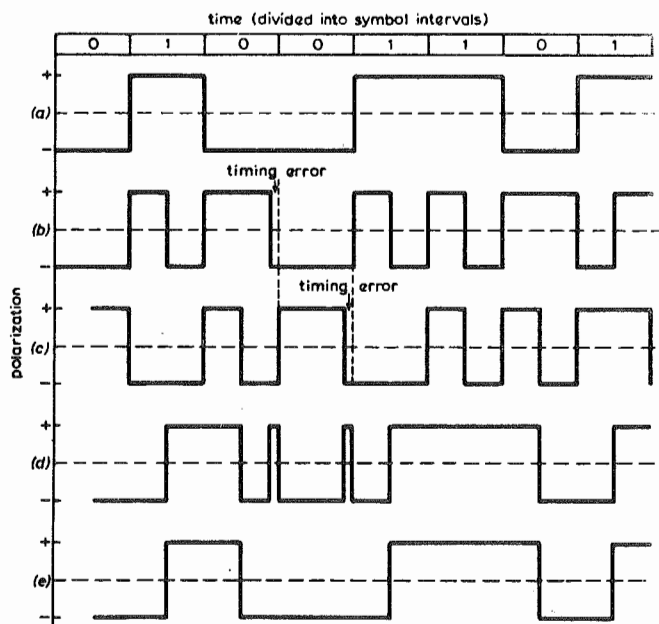 time (divided into symbol intervals)
0 1 0 0 1 1 0 1
+
(a)
−
timing error
+
(b)
−
timing error
+
(c)
−
polarization
+
(d)
−
+
(e)
−